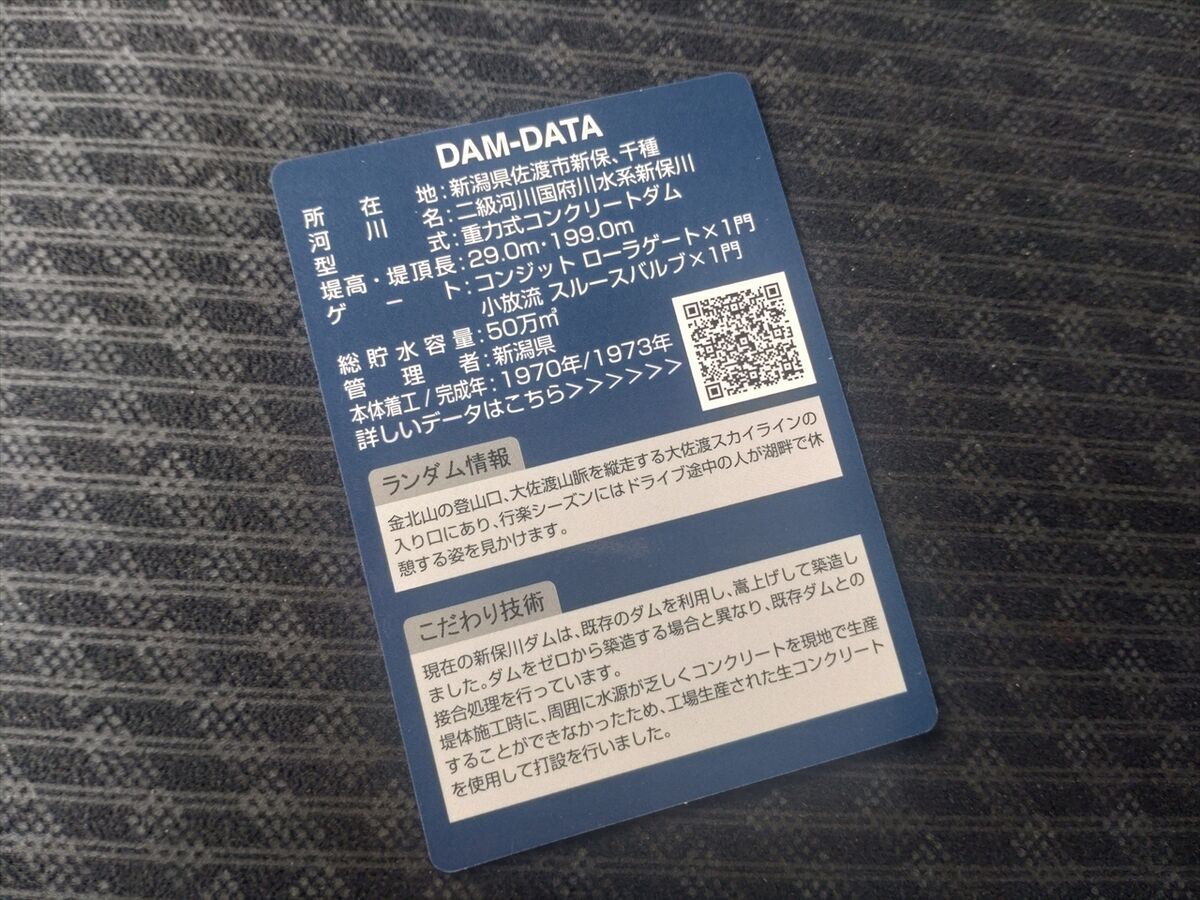 DAM-DATA
所在地:新潟県佐渡市新保、千種
河川名:二級河川国府川水系新保川
型式:重力式コンクリートダム
堤高・堤頂長:29.0m・199.0m
ゲート:コンジット ローラゲート×1門
小放流 スルースバルブ×1門
総貯水容量:50万㎥
管理者:新潟県
本体着工/完成年:1970年/1973年
詳しいデータはこちら>>>>>>
ランダム情報
金北山の登山口、大佐渡山脈を縦走する大佐渡スカイラインの
入り口にあり、行楽シーズンにはドライブ途中の人が湖畔で休
憩する姿を見かけます。
こだわり技術
現在の新保川ダムは、既存のダムを利用し、嵩上げして築造し
ました。ダムをゼロから築造する場合と異なり、既存ダムとの
接合処理を行っています。
堤体施工時に、周囲に水源が乏しくコンクリートを現地で生産
することができなかったため、工場生産された生コンクリート
を使用して打設を行いました。